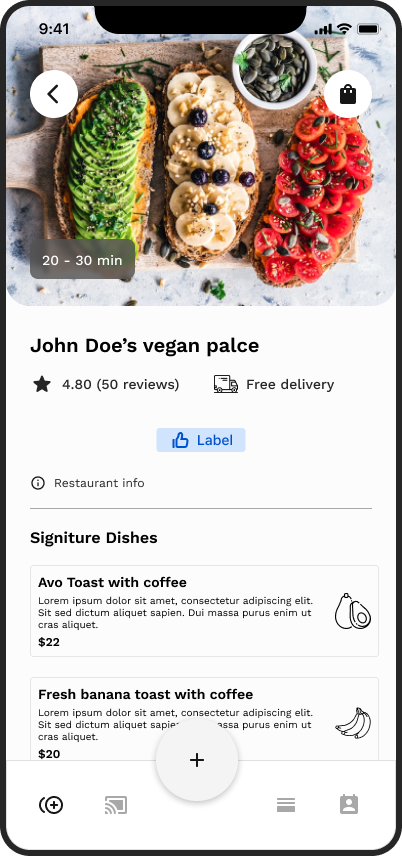 9:41
20 - 30 min
John Doe’s vegan palce
4.80 (50 reviews)
Free delivery
Label
Restaurant info
Signiture Dishes
Avo Toast with coffee
Lorem ipsum dolor sit amet, consectetur adipiscing elit.
Sit sed dictum aliquet sapien. Dui massa purus enim ut
cras aliquet.
$22
Fresh banana toast with coffee
Lorem ipsum dolor sit amet, consectetur adipiscing elit.
Sit sed dictum aliquet massa purus enim ut
cras aliquet.
$20